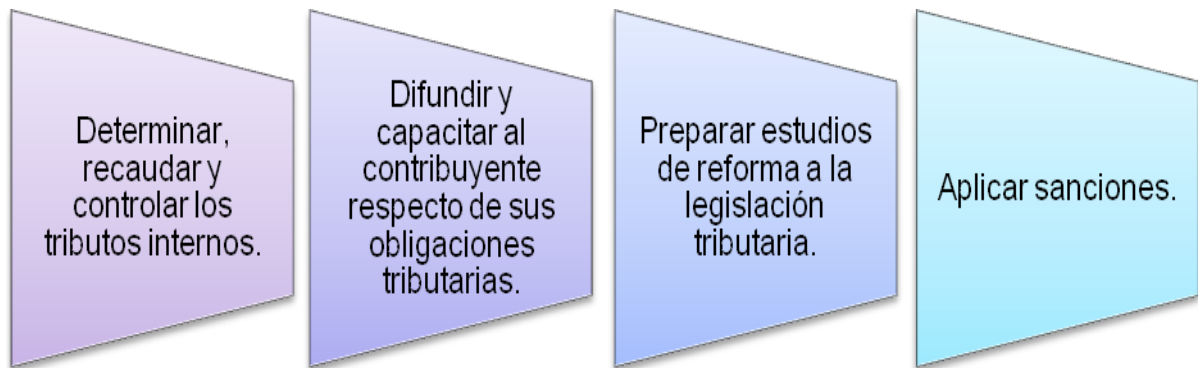 Determinar,
recaudar y
controlar los
tributos internos.
Difundir y
capacitar al
contribuyente
respecto de sus
obligaciones
tributarias.
Preparar estudios
de reforma a la
legislación
tributaria.
Aplicar sanciones.